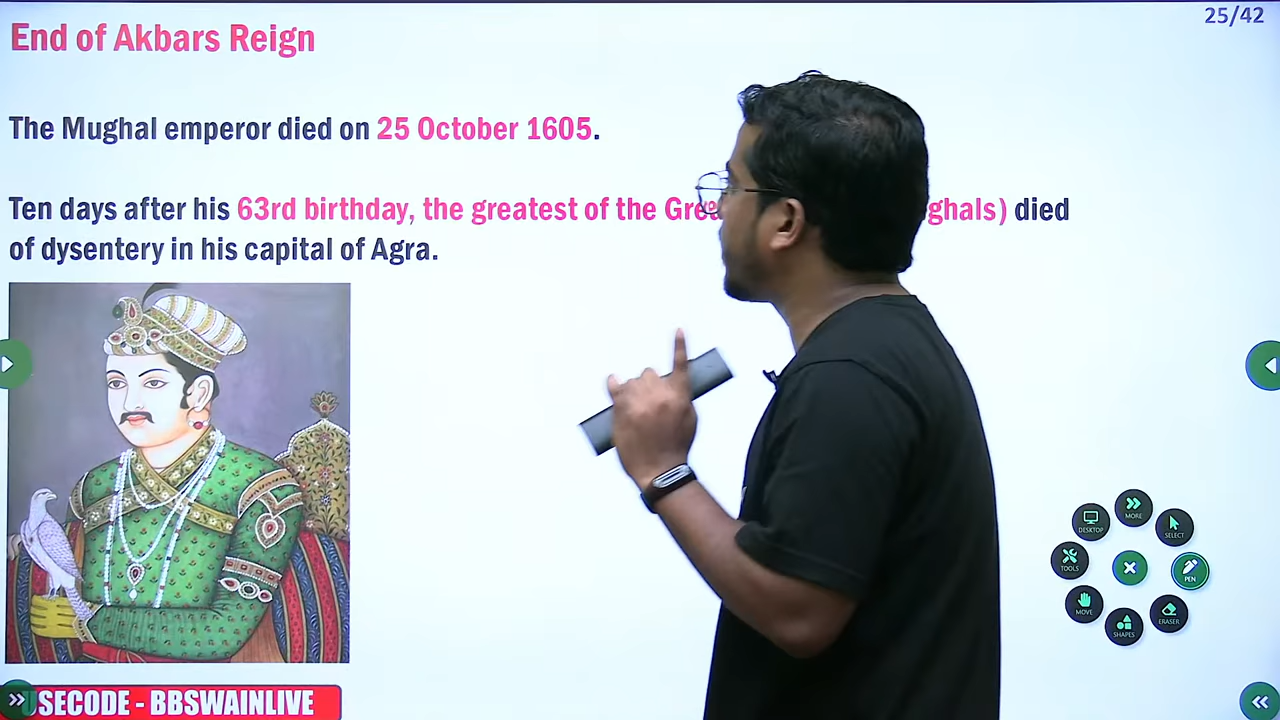 25/42
End of Akbars Reign
The Mughal emperor died on 25 October 1605.
Ten days after his 63rd birthday, the greatest of the ghals) died
of dysentery in his capital of Agra.
MORE
DESKTOP
SELECT
TOOLS
PEN
MOVE
ERASER
SHAPES
USECODE - BBSWAINLIVE